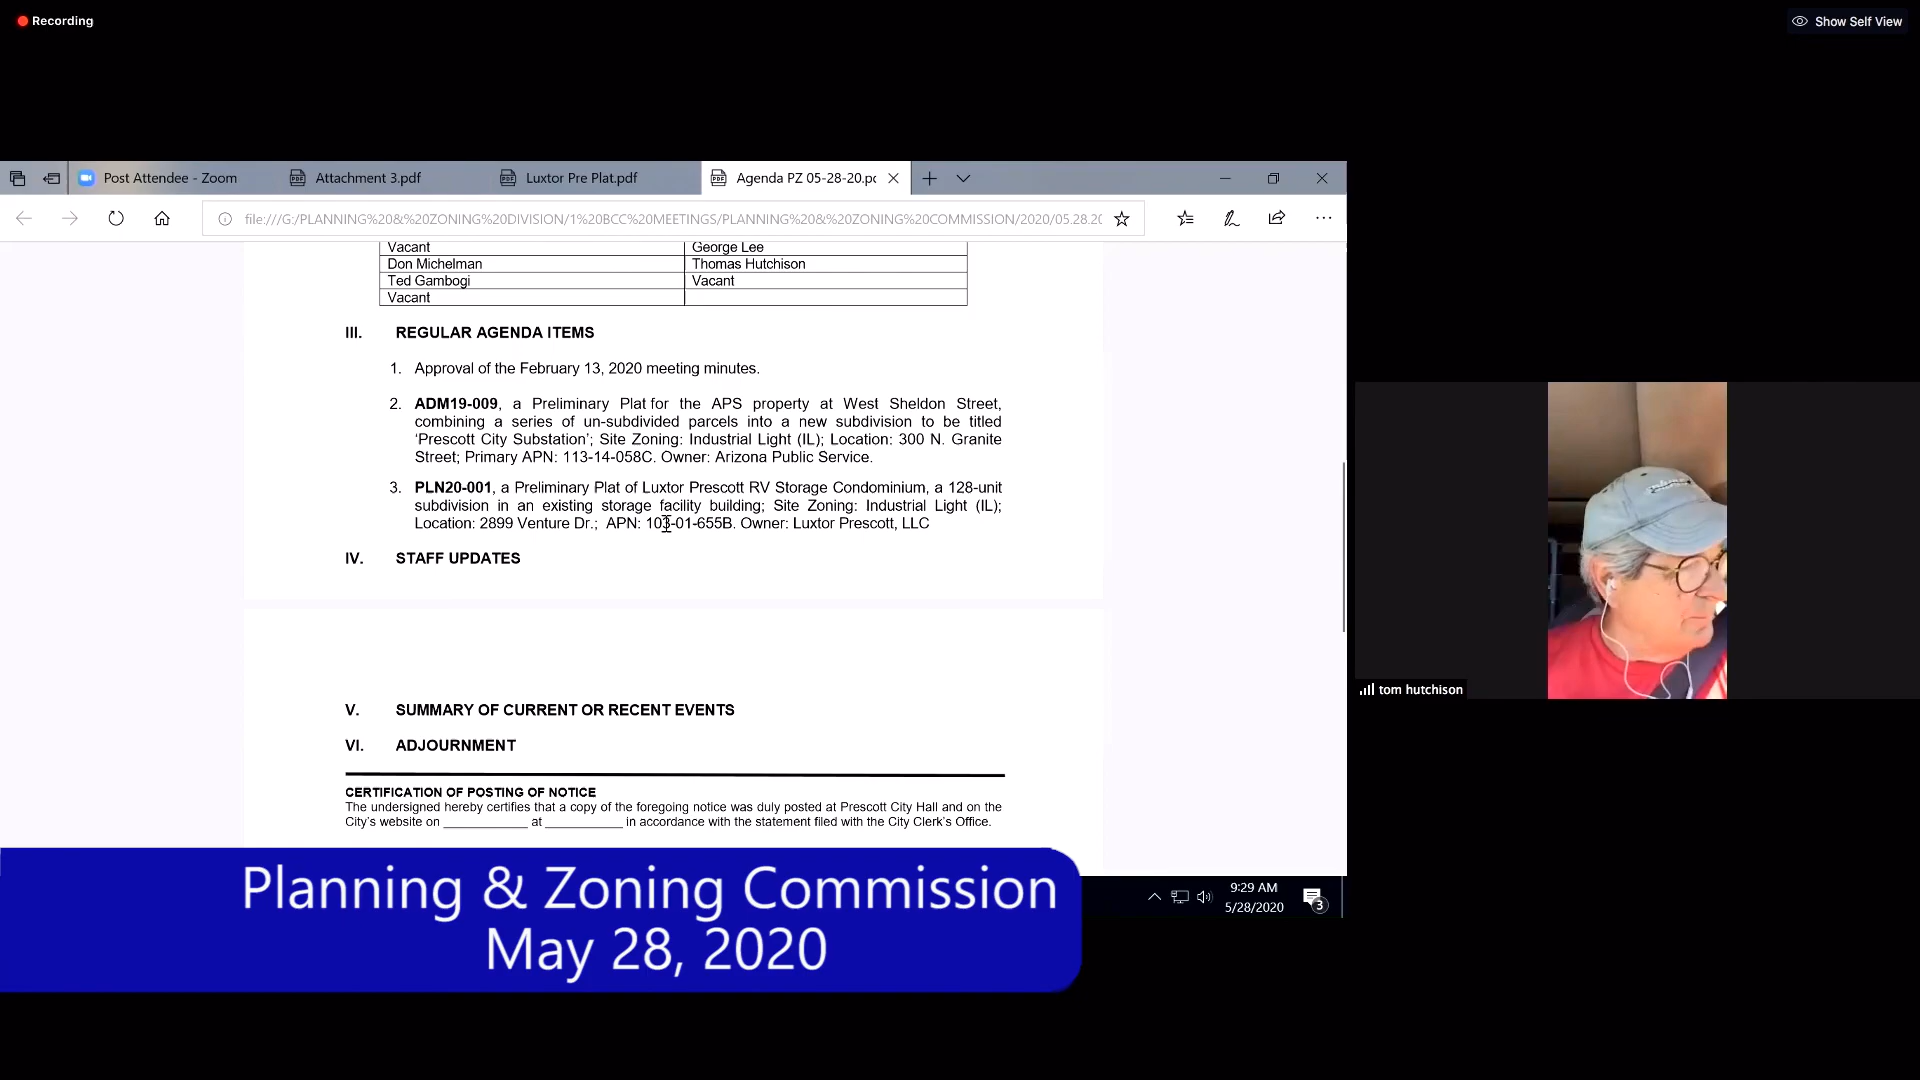 Recording
Show Self View
Post Attendee - Zoom
Attachment 3.pdf
Luxtor Pre Plat.pdf
Agenda PZ 05-28-20.pc
file:///G:/PLANNING%20&%20ZONING%20DIVISION/1%20BCC%20MEETINGS/PLANNING%20&%20ZONING%20COMMISSION/2020/05.28.20
Vacant George Lee
Don Michelman Thomas Hutchison
Ted Gambogi Vacant
Vacant
III. REGULAR AGENDA ITEMS
1. Approval of the February 13, 2020 meeting minutes.
2. ADM19-009, a Preliminary Plat for the APS property at West Sheldon Street,
combining a series of un-subdivided parcels into a new subdivision to be titled
‘Prescott City Substation’; Site Zoning: Industrial Light (IL); Location: 300 N. Granite
Street; Primary APN: 113-14-058C. Owner: Arizona Public Service.
3. PLN20-001, a Preliminary Plat of Luxtor Prescott RV Storage Condominium, a 128-unit
subdivision in an existing storage facility building; Site Zoning: Industrial Light (IL);
Location: 2899 Venture Dr.; APN: 103-01-655B. Owner: Luxtor Prescott, LLC
IV. STAFF UPDATES
V. SUMMARY OF CURRENT OR RECENT EVENTS
VI. ADJOURNMENT
CERTIFICATION OF POSTING OF NOTICE
The undersigned hereby certifies that a copy of the foregoing notice was duly posted at Prescott City Hall and on the
City’s website on ____________ at ___________ in accordance with the statement filed with the City Clerk’s Office.
tom hutchison
9:29 AM
5/28/2020
3
Planning & Zoning Commission
May 28, 2020